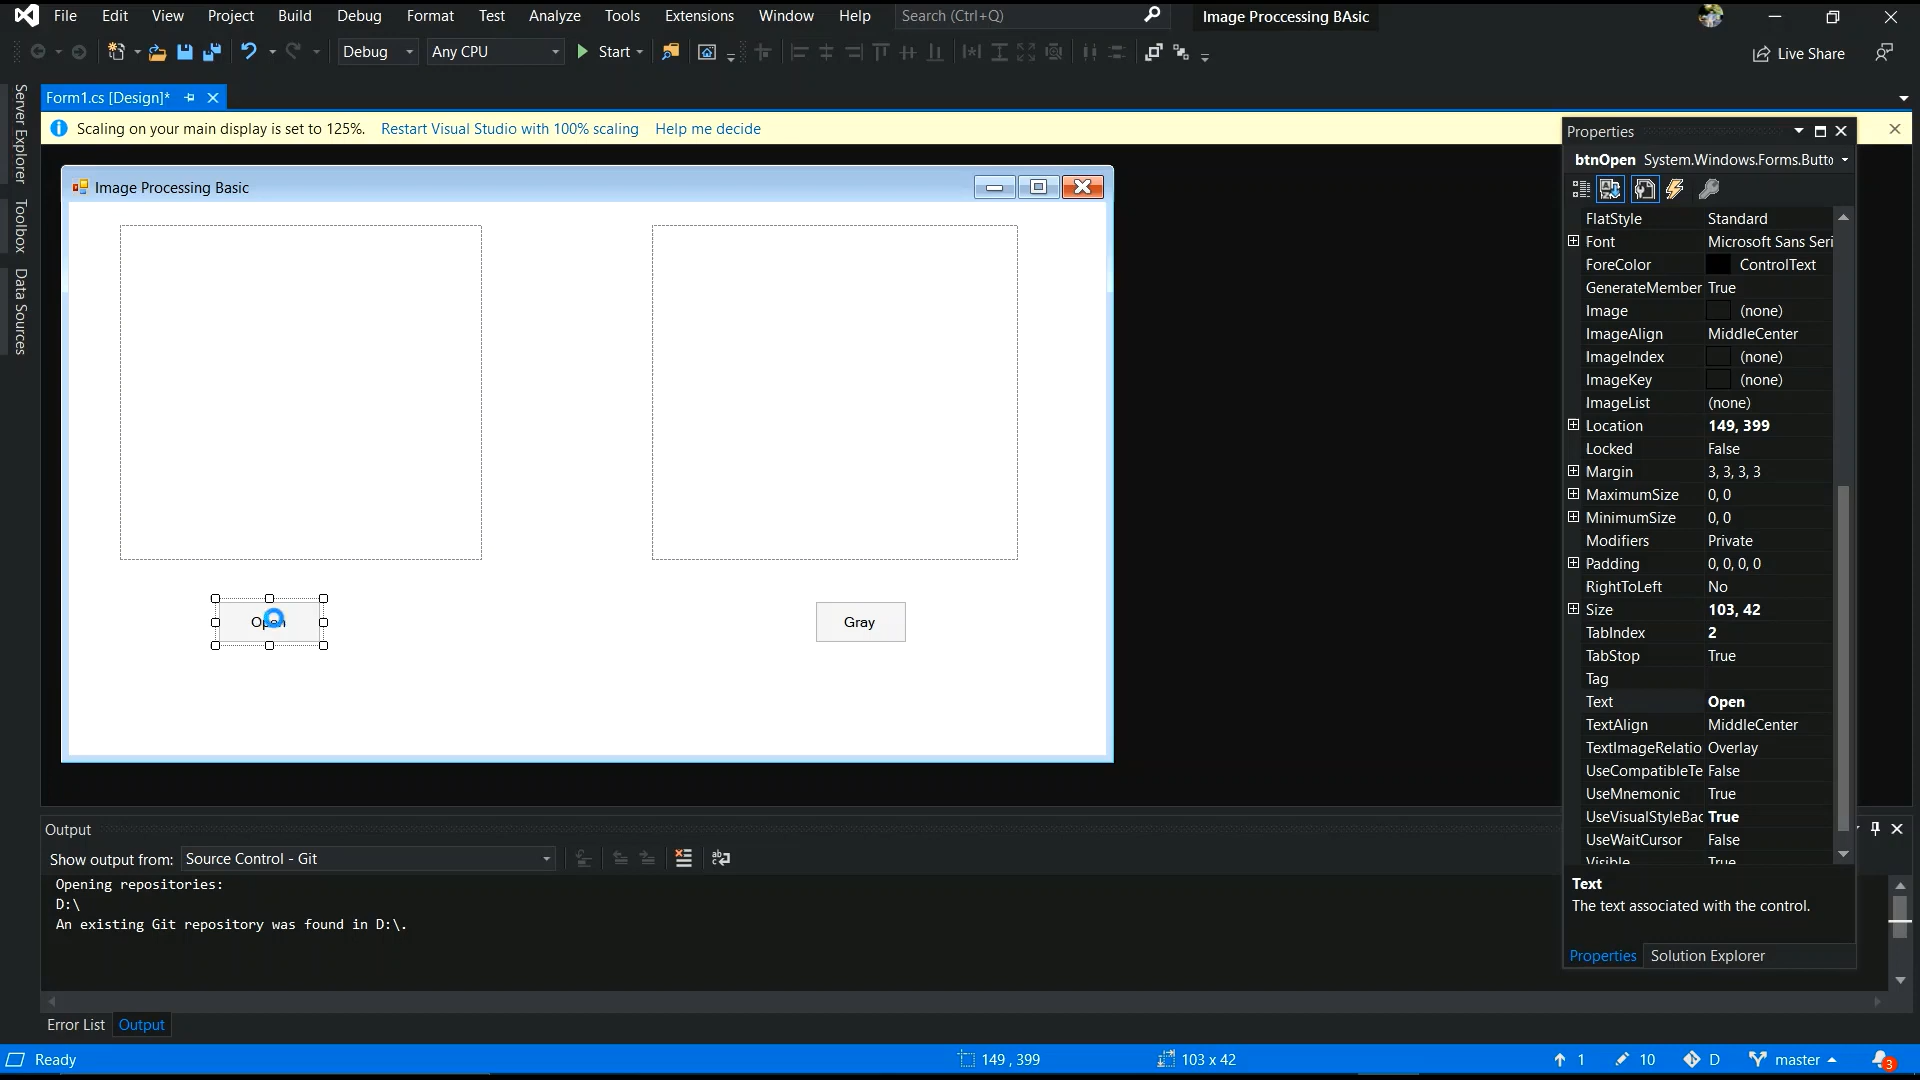 File Edit View Project Build Debug Format Test Analyze Tools Extensions Window Help Search (Ctrl+Q) Image Proccessing BAsic
Debug Any CPU Start Live Share
Server Explorer
Toolbox
Data Sources
Form1.cs [Design]*
Scaling on your main display is set to 125%. Restart Visual Studio with 100% scaling Help me decide
Image Processing Basic
Open
Gray
Properties
btnOpen System.Windows.Forms.Butto
FlatStyle Standard
Font Microsoft Sans Seri
ForeColor ControlText
GenerateMember True
Image (none)
ImageAlign MiddleCenter
ImageIndex (none)
ImageKey (none)
ImageList (none)
Location 149, 399
Locked False
Margin 3, 3, 3, 3
MaximumSize 0, 0
MinimumSize 0, 0
Modifiers Private
Padding 0, 0, 0, 0
RightToLeft No
Size 103, 42
TabIndex 2
TabStop True
Tag
Text Open
TextAlign MiddleCenter
TextImageRelatio Overlay
UseCompatibleTe False
UseMnemonic True
UseVisualStyleBac True
UseWaitCursor False
Visible True
Text
The text associated with the control.
Properties Solution Explorer
Output
Show output from: Source Control - Git
Opening repositories:
D:\
An existing Git repository was found in D:\.
Error List Output
Ready 149 , 399 103 x 42 1 10 D master 3